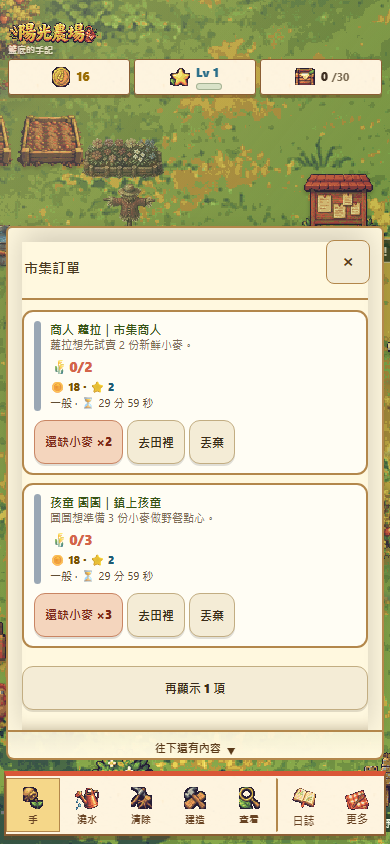 陽光農場
籃底的手記
16
Lv 1
0 /30
市集訂單
×
商人 蘿拉 | 市集商人
蘿拉想先試賣 2 份新鮮小麥。
0/2
18 · 2
一般 · ⏳ 29 分 59 秒
還缺小麥 ×2
去田裡
丟棄
孩童 圓圓 | 鎮上孩童
圓圓想準備 3 份小麥做野餐點心。
0/3
18 · 2
一般 · ⏳ 29 分 59 秒
還缺小麥 ×3
去田裡
丟棄
再顯示 1 項
往下還有內容 ▼
手
澆水
清除
建造
查看
日誌
更多